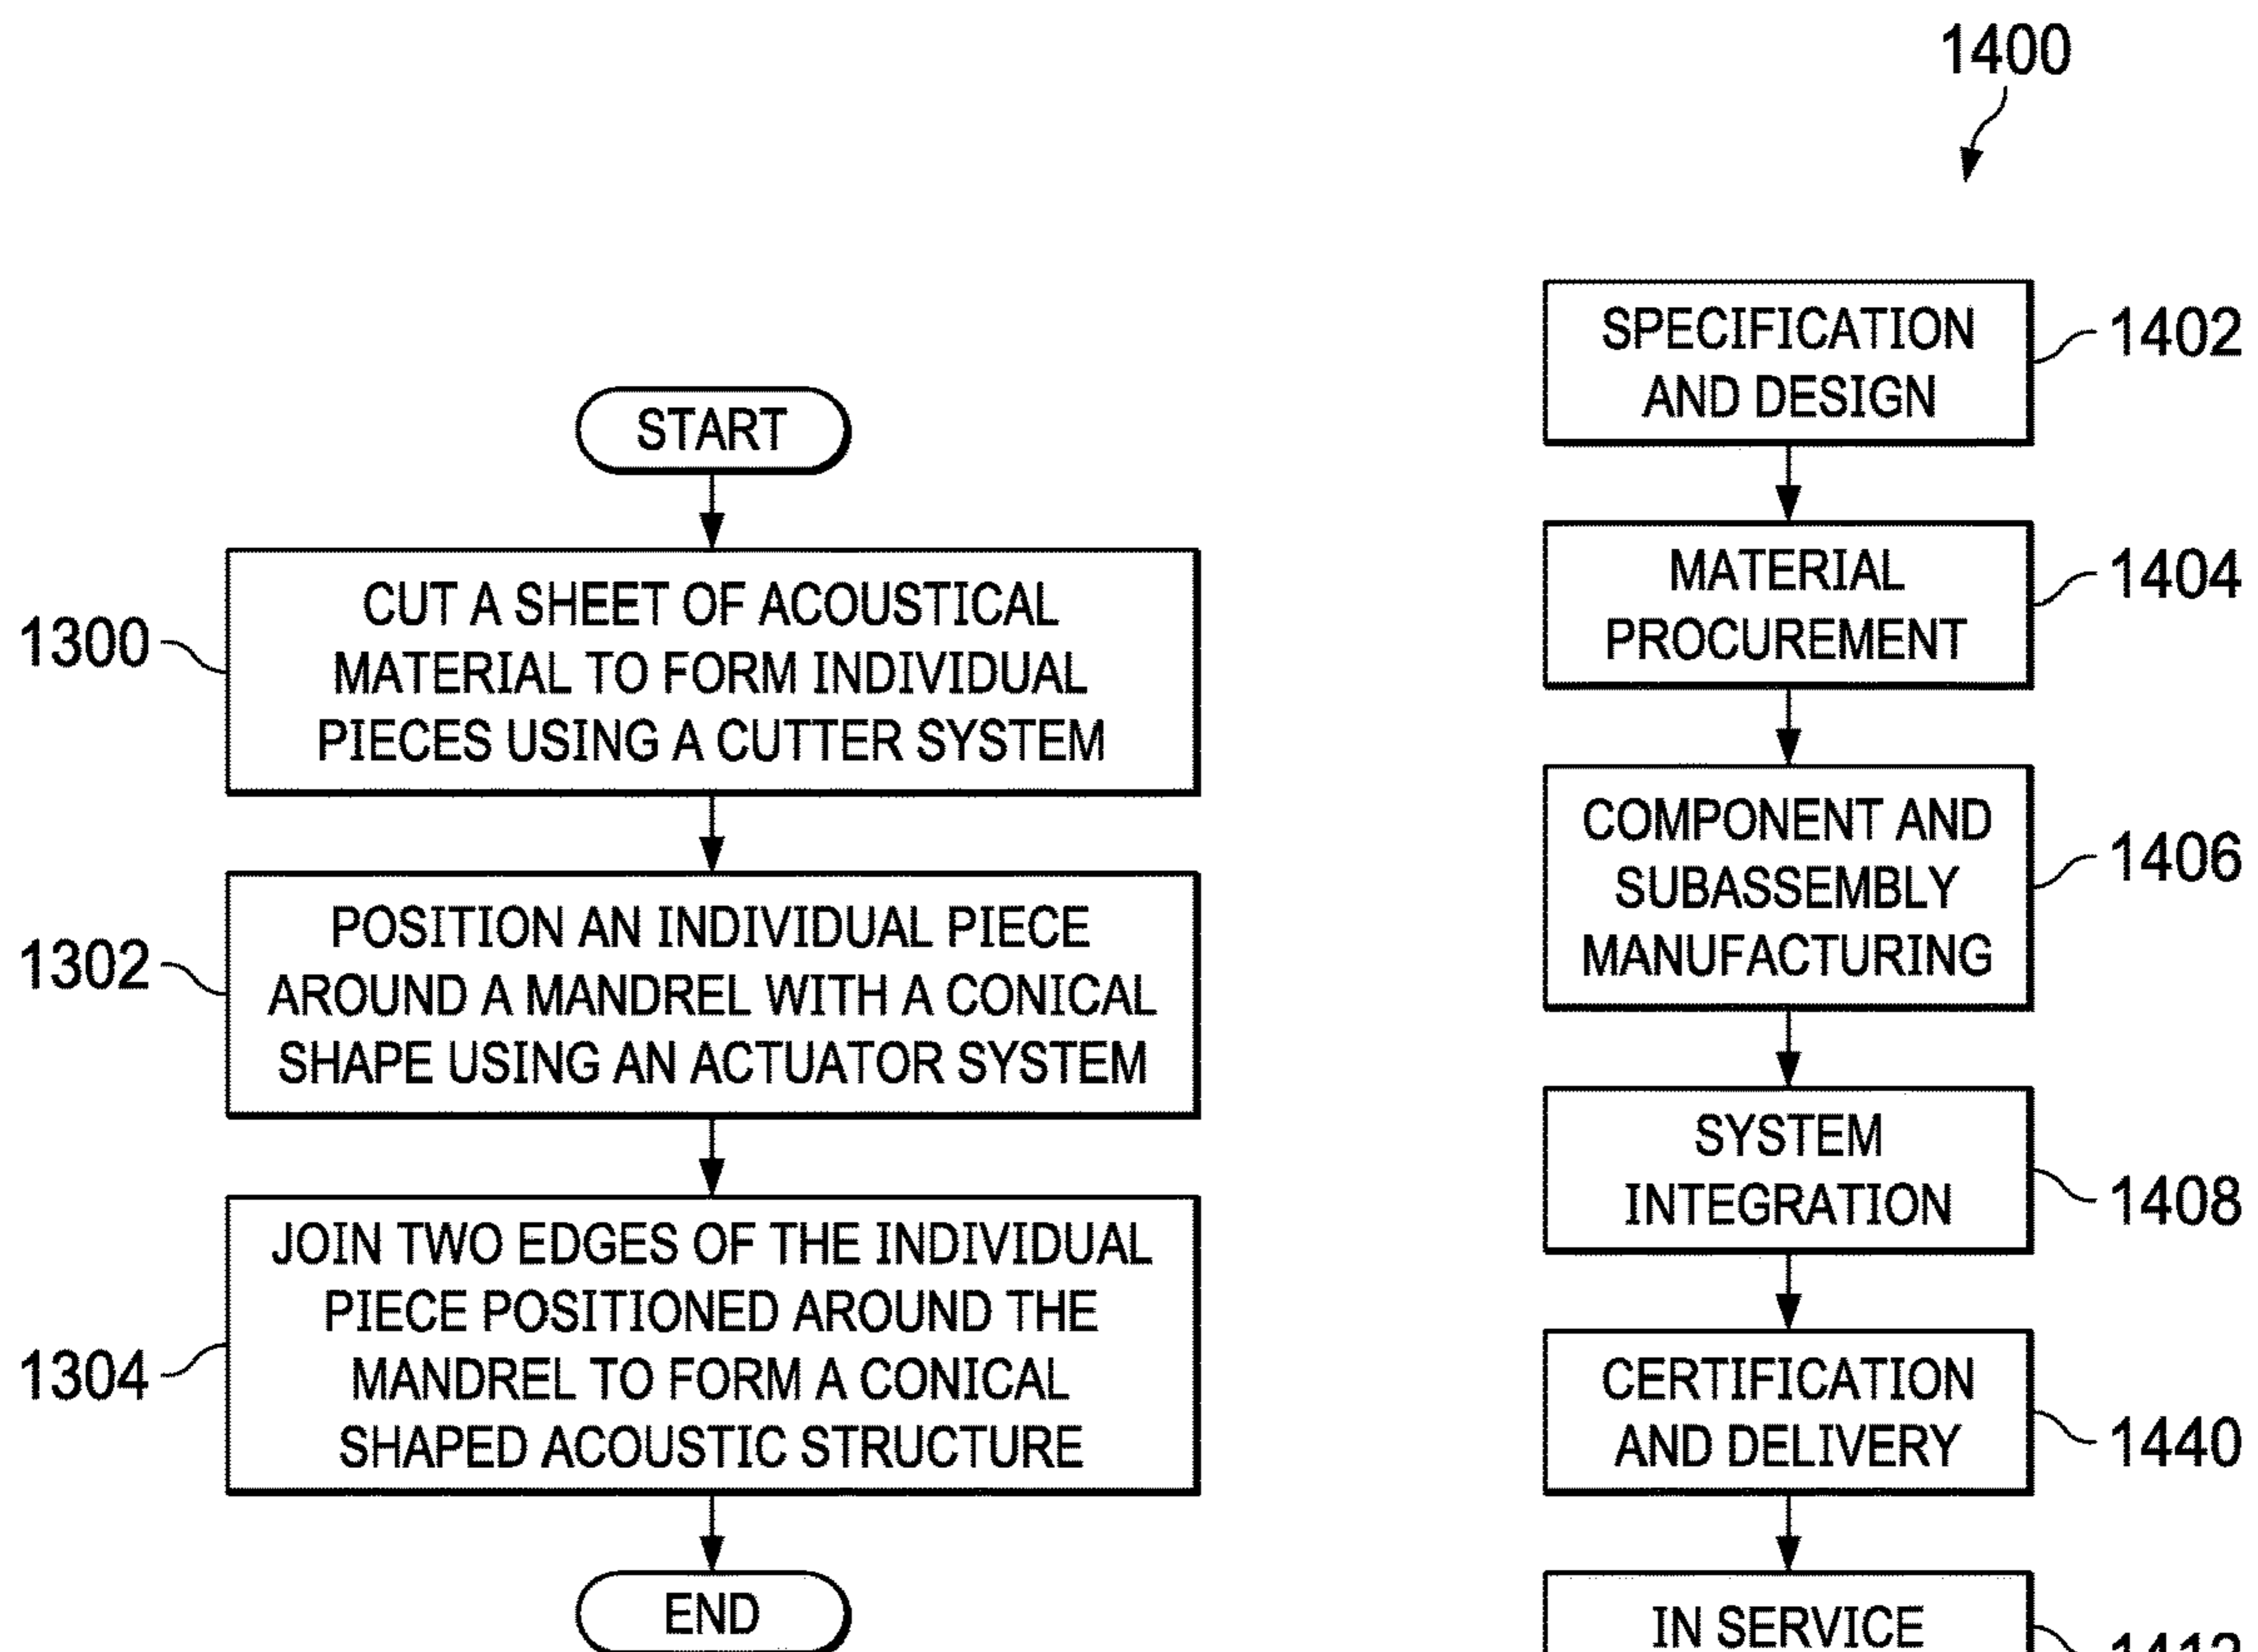 START
1300
CUT A SHEET OF ACOUSTICAL
MATERIAL TO FORM INDIVIDUAL
PIECES USING A CUTTER SYSTEM
1302
POSITION AN INDIVIDUAL PIECE
AROUND A MANDREL WITH A CONICAL
SHAPE USING AN ACTUATOR SYSTEM
1304
JOIN TWO EDGES OF THE INDIVIDUAL
PIECE POSITIONED AROUND THE
MANDREL TO FORM A CONICAL
SHAPED ACOUSTIC STRUCTURE
END
1400
SPECIFICATION
AND DESIGN
1402
MATERIAL
PROCUREMENT
1404
COMPONENT AND
SUBASSEMBLY
MANUFACTURING
1406
SYSTEM
INTEGRATION
1408
CERTIFICATION
AND DELIVERY
1440
IN SERVICE